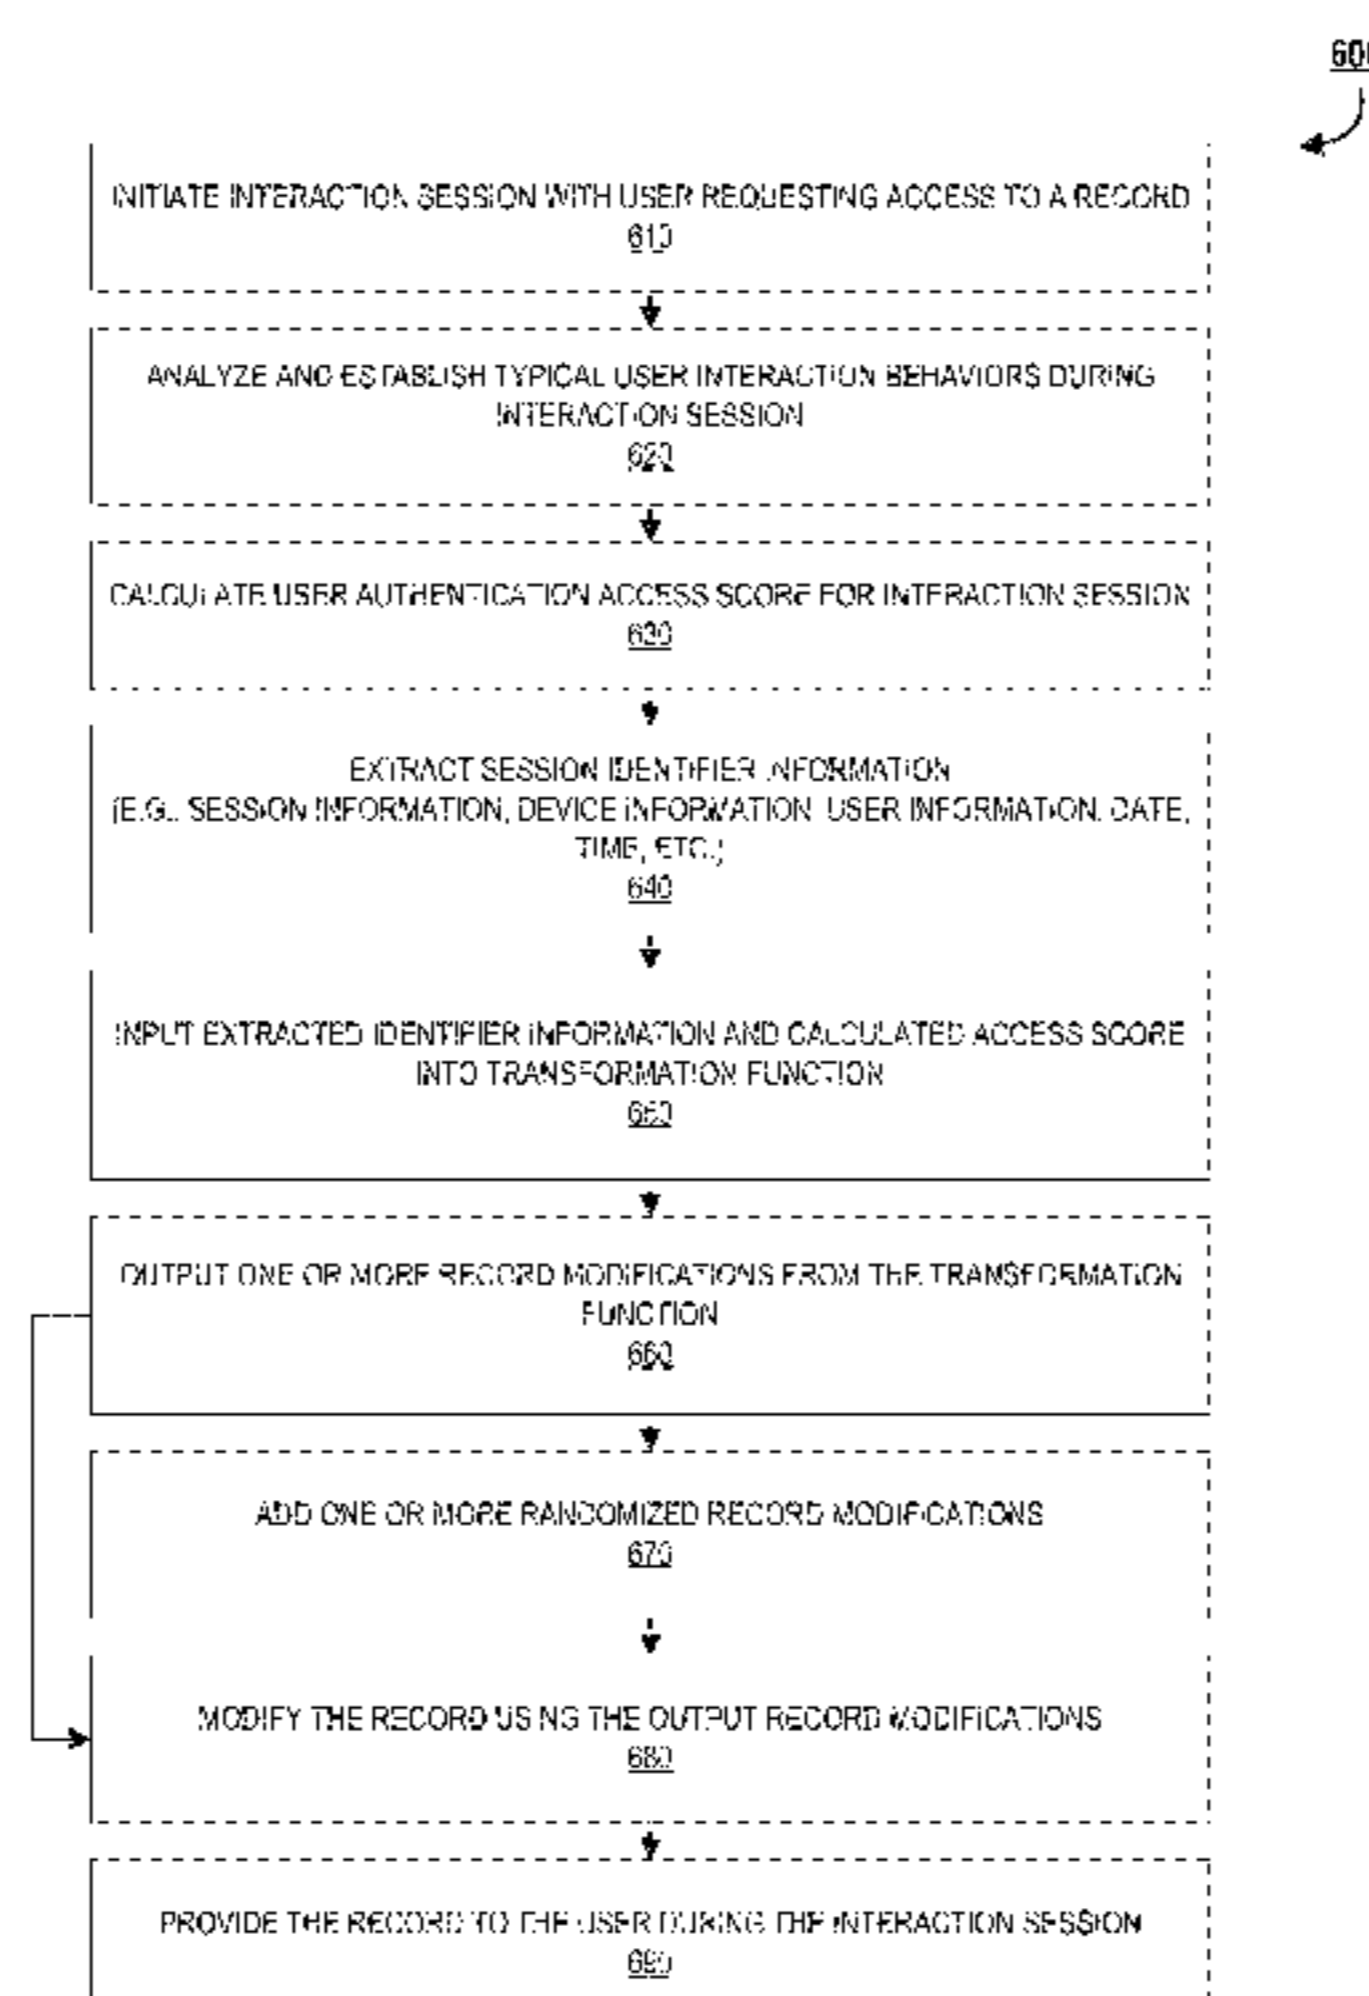 600
INITIATE INTERACTION SESSION WITH USER REQUESTING ACCESS TO A RECORD
610
ANALYZE AND ESTABLISH TYPICAL USER INTERACTION BEHAVIORS DURING
INTERACTION SESSION
620
CALCULATE USER AUTHENTICATION ACCESS SCORE FOR INTERACTION SESSION
630
EXTRACT SESSION IDENTIFIER INFORMATION
(E.G., SESSION INFORMATION, DEVICE INFORMATION, USER INFORMATION, DATE,
TIME, ETC.)
640
INPUT EXTRACTED IDENTIFIER INFORMATION AND CALCULATED ACCESS SCORE
INTO TRANSFORMATION FUNCTION
650
OUTPUT ONE OR MORE RECORD MODIFICATIONS FROM THE TRANSFORMATION
FUNCTION
660
ADD ONE OR MORE RANDOMIZED RECORD MODIFICATIONS
670
MODIFY THE RECORD USING THE OUTPUT RECORD MODIFICATIONS
680
PROVIDE THE RECORD TO THE USER DURING THE INTERACTION SESSION
690